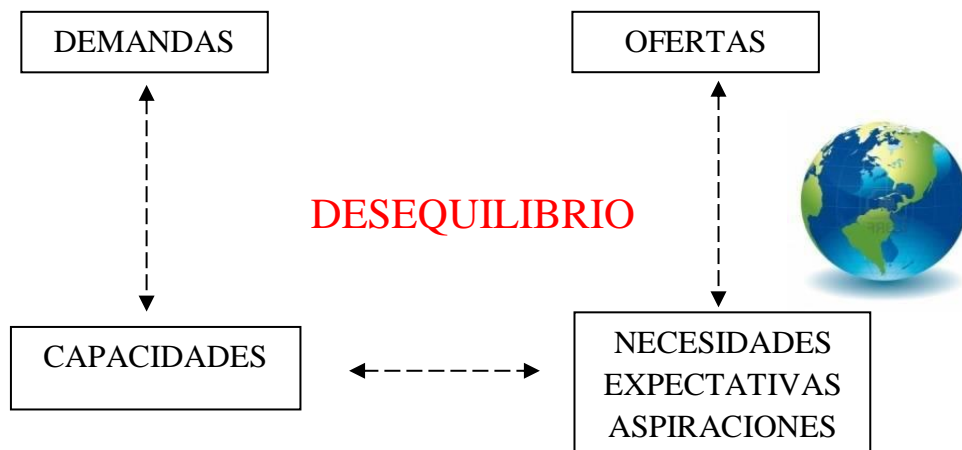 DEMANDAS
OFERTAS
DESEQUILIBRIO
CAPACIDADES
NECESIDADES
EXPECTATIVAS
ASPIRACIONES